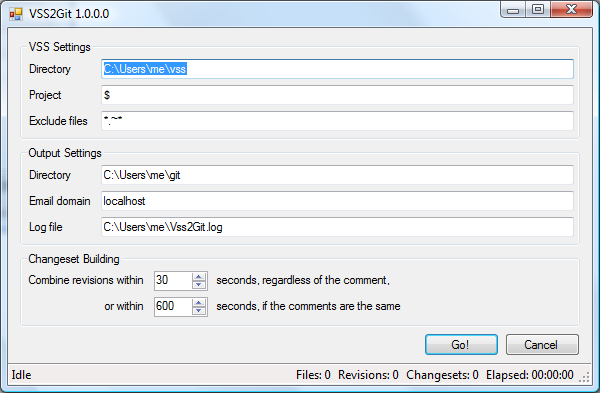 VSS2Git 1.0.0.0
VSS Settings
Directory C:\Users\me\vss
Project $
Exclude files *.~*
Output Settings
Directory C:\Users\me\git
Email domain localhost
Log file C:\Users\me\Vss2Git.log
Changeset Building
Combine revisions within 30 seconds, regardless of the comment,
or within 600 seconds, if the comments are the same
Go! Cancel
Idle Files: 0 Revisions: 0 Changesets: 0 Elapsed: 00:00:00